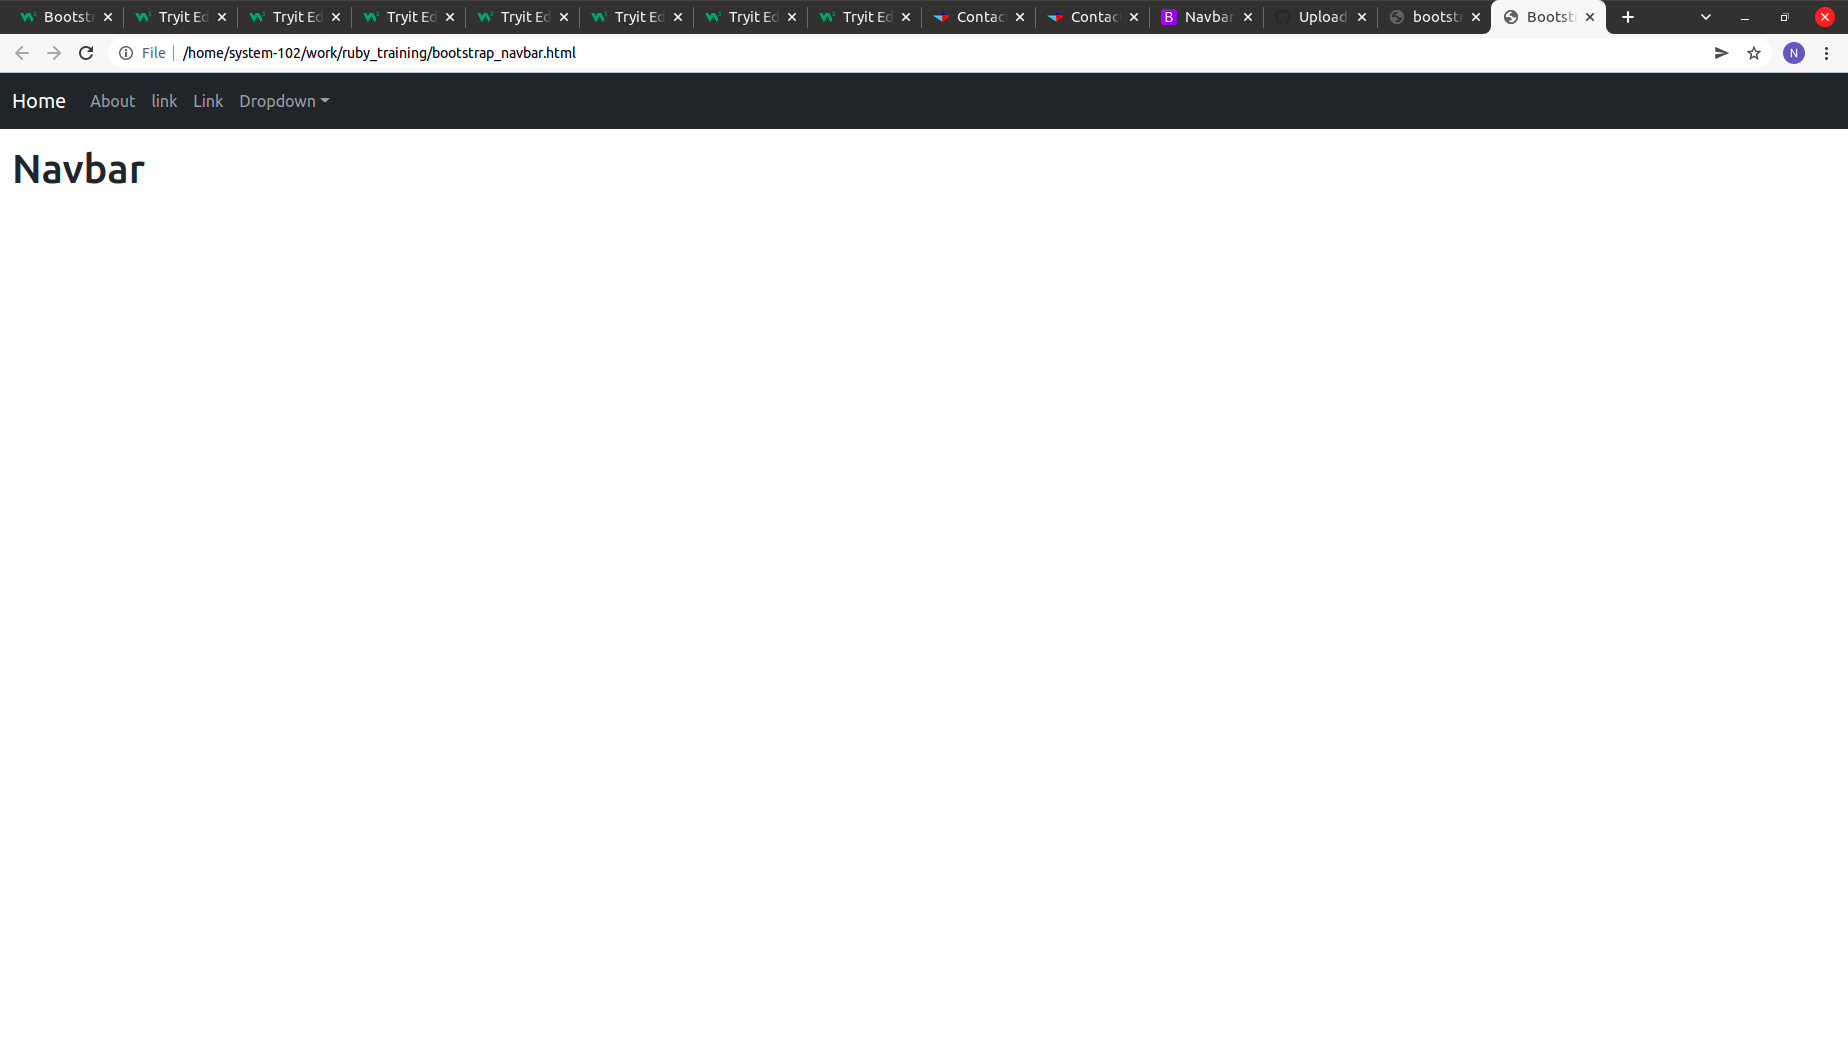 Bootstr Tryit Ed Tryit Ed Tryit Ed Tryit Ed Tryit Ed Tryit Ed Tryit Ed Contac Contac Navbar Upload bootstr Bootstr
File /home/system-102/work/ruby_training/bootstrap_navbar.html N
Home About link Link Dropdown
Navbar